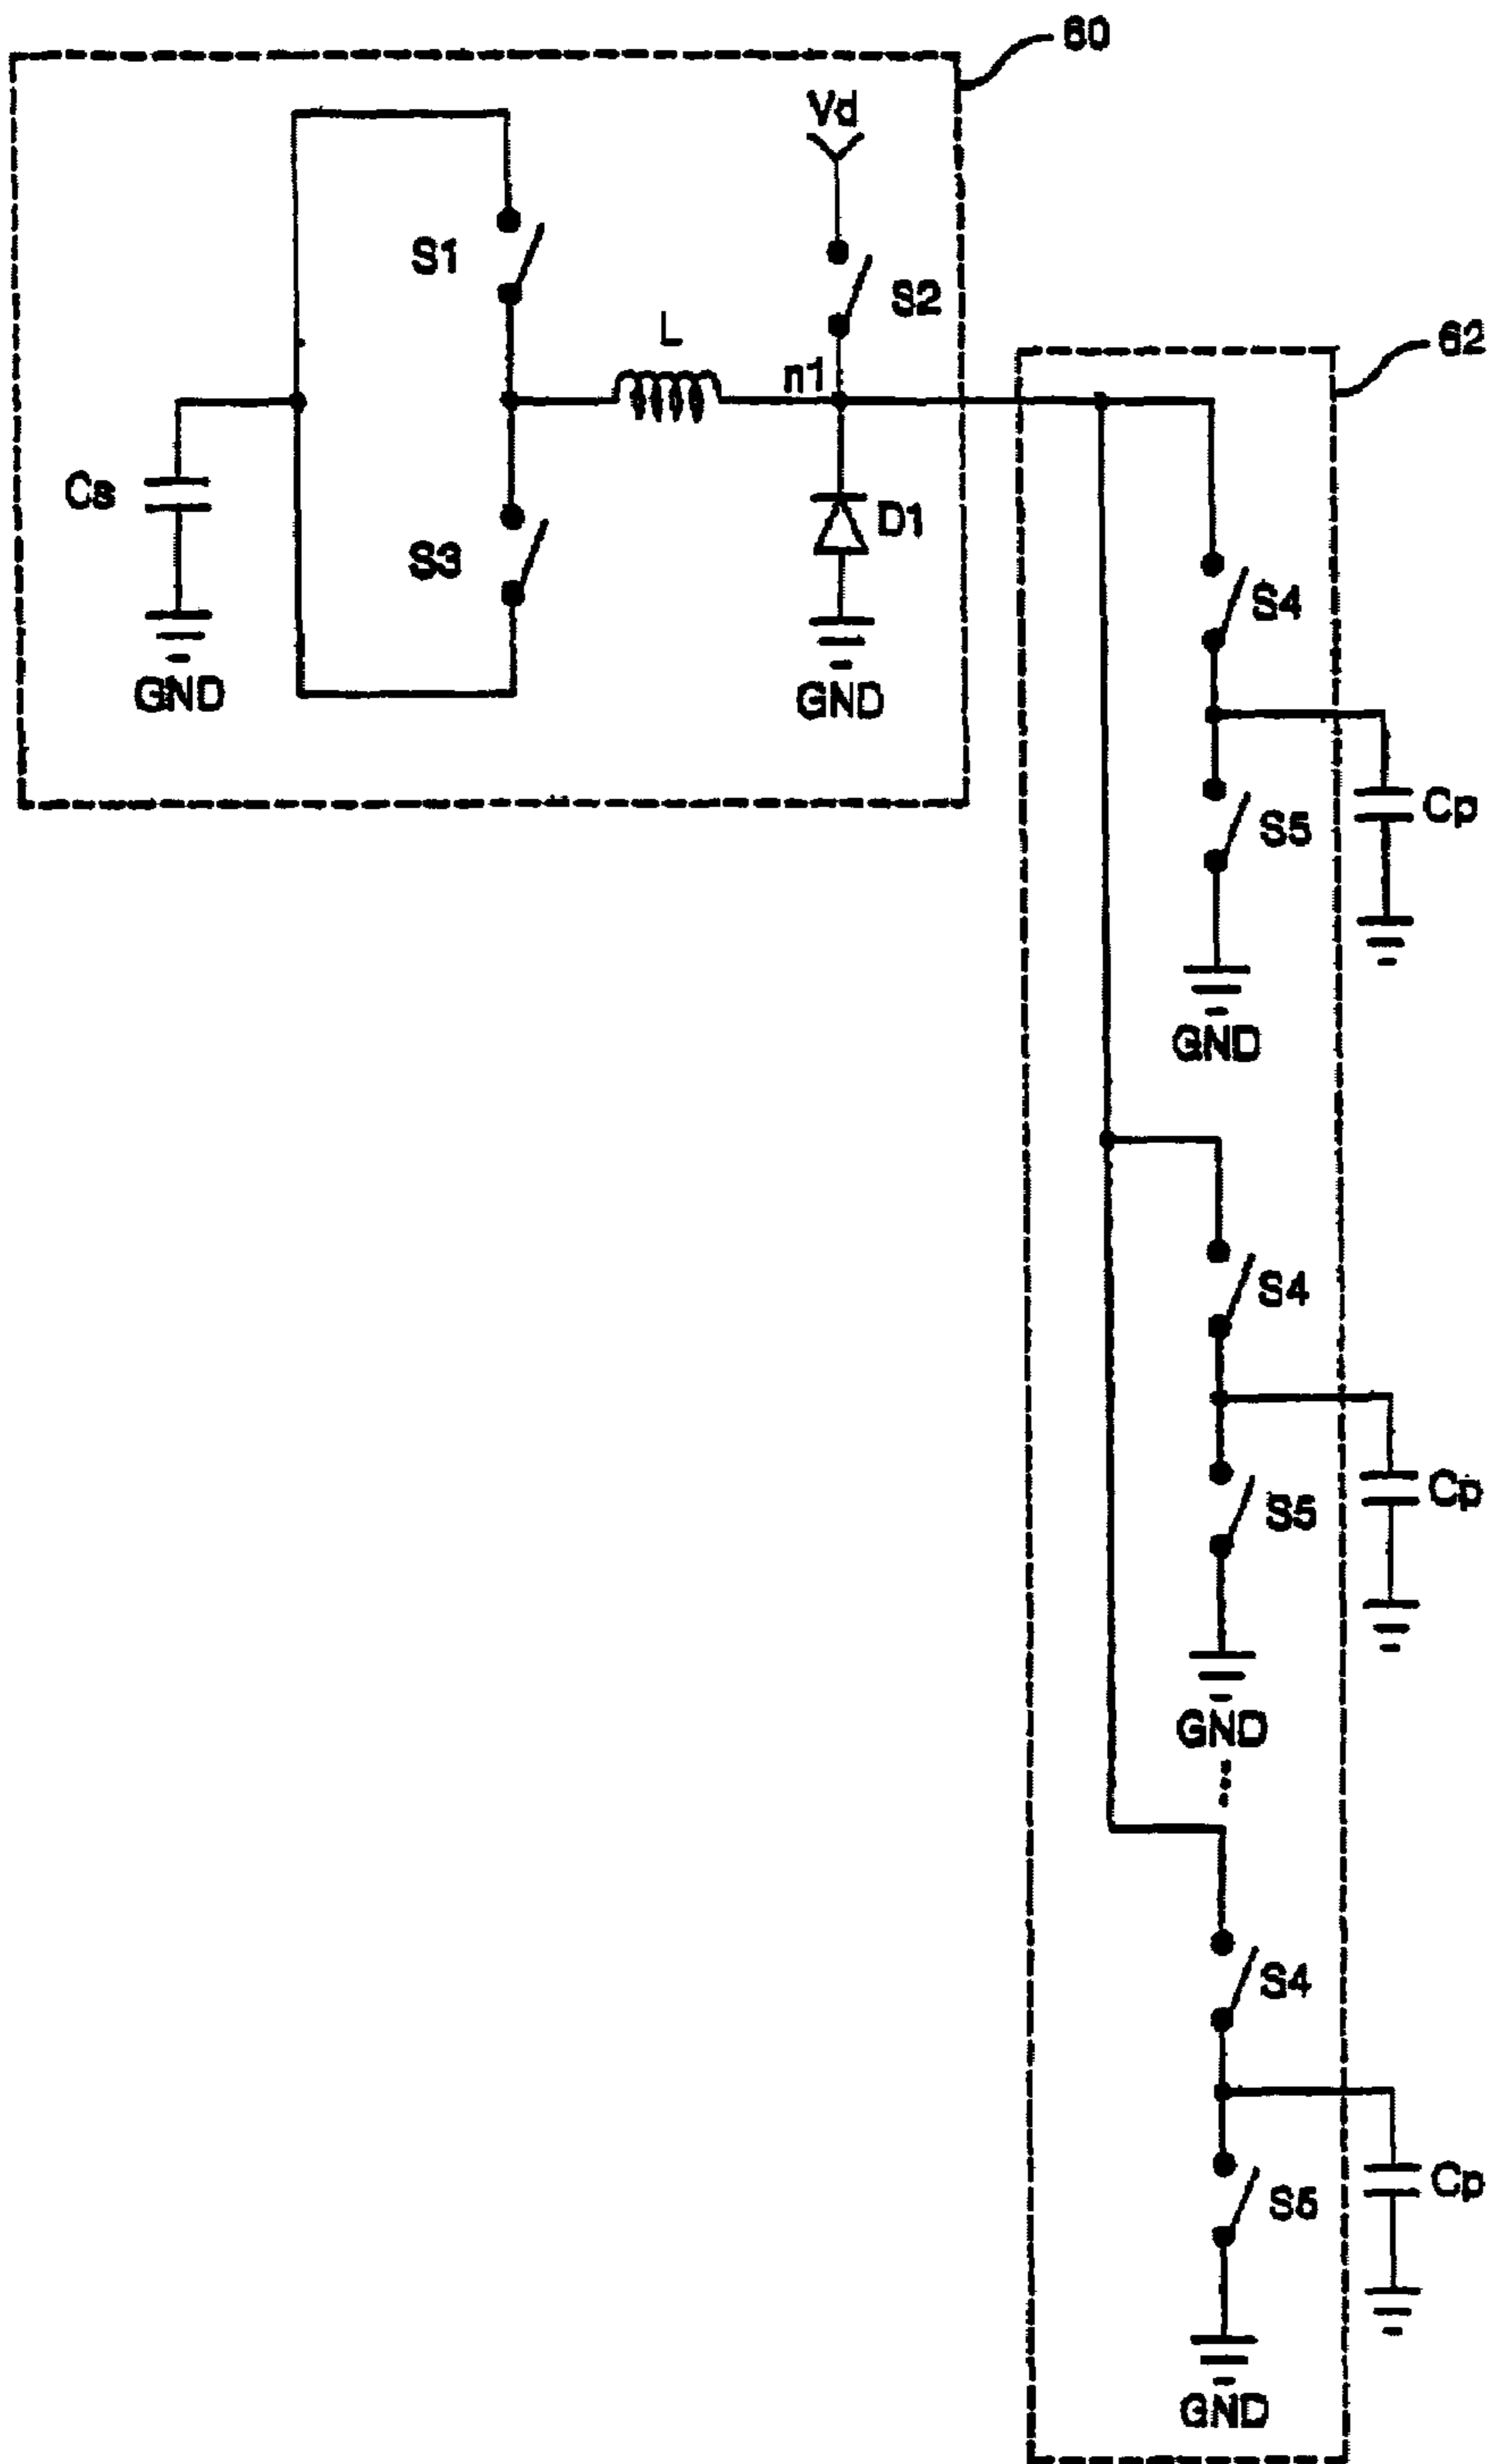 60
Vd
S1
S2
L
n1
62
Cs
S3
D1
S4
GND
GND
S5
Cp
GND
S4
S5
Cp
GND
S4
S5
Cp
GND